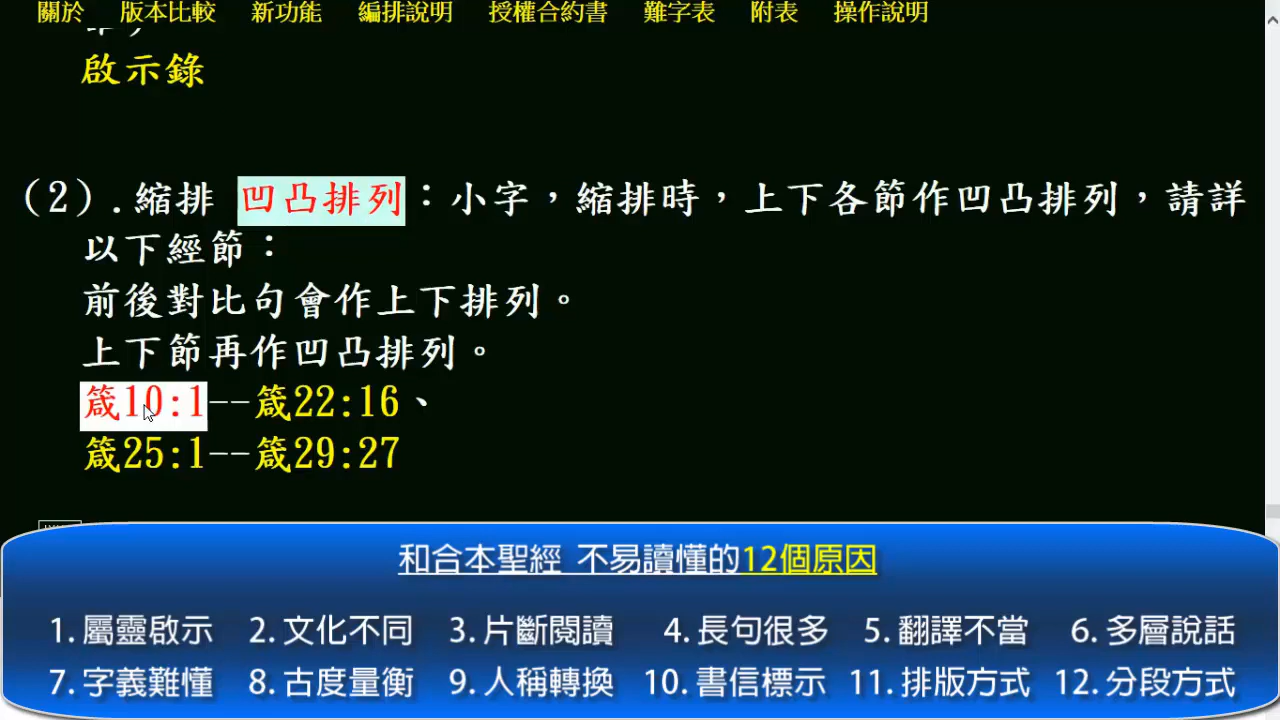 關於 版本比較 新功能 編排說明 授權合約書 難字表 附表 操作說明
啟示錄
(2).縮排 凹凸排列：小字，縮排時，上下各節作凹凸排列，請詳
以下經節：
前後對比句會作上下排列。
上下節再作凹凸排列。
箴10:1--箴22:16、
箴25:1--箴29:27
和合本聖經 不易讀懂的12個原因
1.屬靈啟示 2.文化不同 3.片斷閱讀 4.長句很多 5.翻譯不當 6.多層說話
7.字義難懂 8.古度量衡 9.人稱轉換 10.書信標示 11.排版方式 12.分段方式